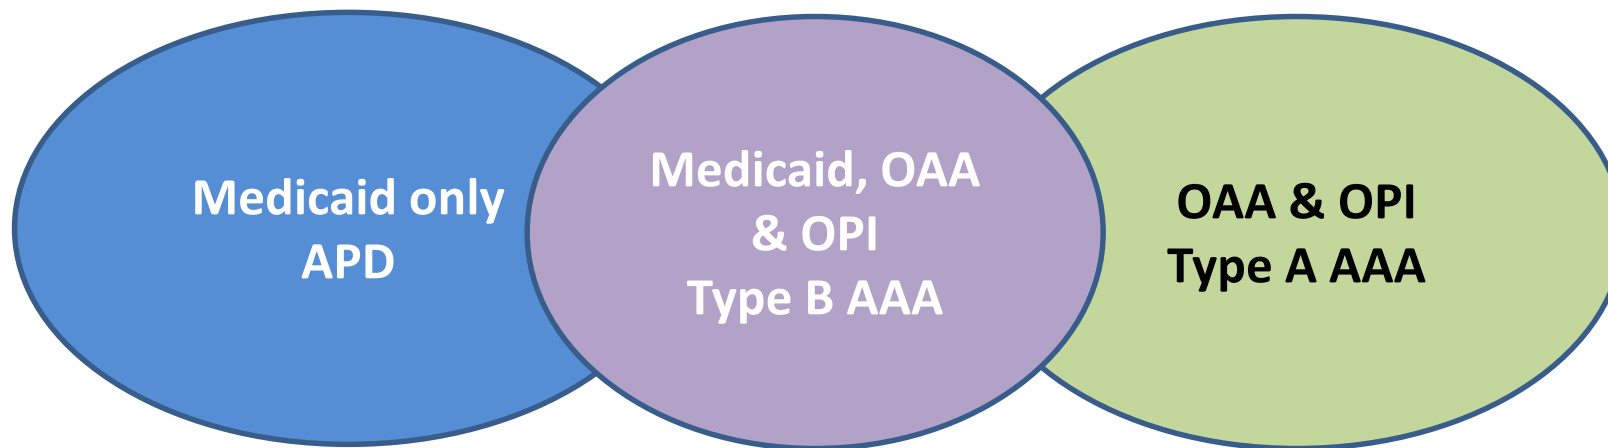 Medicaid only
APD
Medicaid, OAA
& OPI
Type B AAA
OAA & OPI
Type A AAA